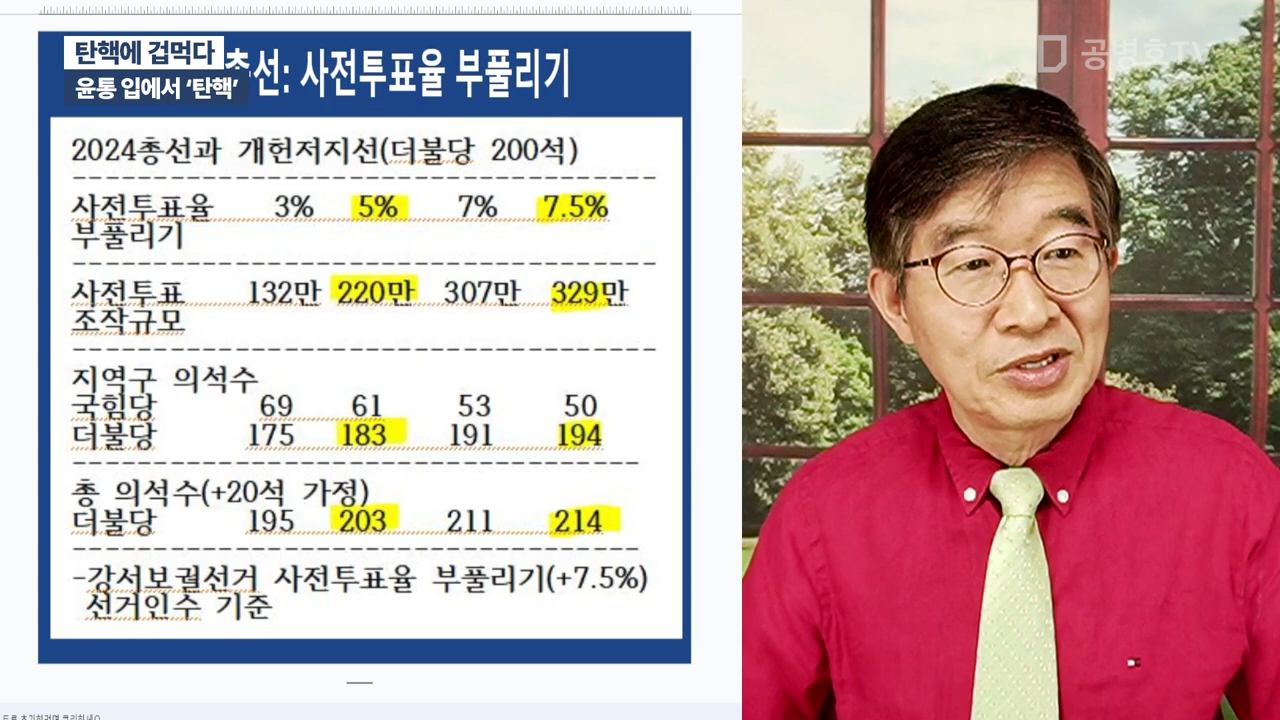 탄핵에 겁먹다
윤통 입에서 ‘탄핵’
총선: 사전투표율 부풀리기
공병호TV
2024총선과 개헌저지선(더불당 200석)
사전투표율 3% 5% 7% 7.5%
부풀리기
사전투표 132만 220만 307만 329만
조작규모
지역구 의석수
국힘당 69 61 53 50
더불당 175 183 191 194
총 의석수(+20석 가정)
더불당 195 203 211 214
-강서보궐선거 사전투표율 부풀리기(+7.5%)
선거인수 기준